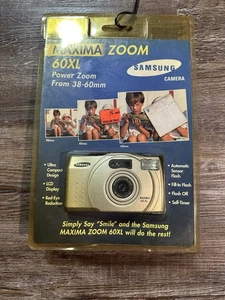 MAXIMA ZOOM
60XL
Power Zoom
From 38-60mm
SAMSUNG
CAMERA
• Ultra
Compact
Design
• LCD
Display
• Red-Eye
Reduction
• Automatic
Sensor
Flash
• Fill-In Flash
• Flash Off
• Self-Timer
SAMSUNG
Simply Say "Smile" and the Samsung
MAXIMA ZOOM 60XL will do the rest!